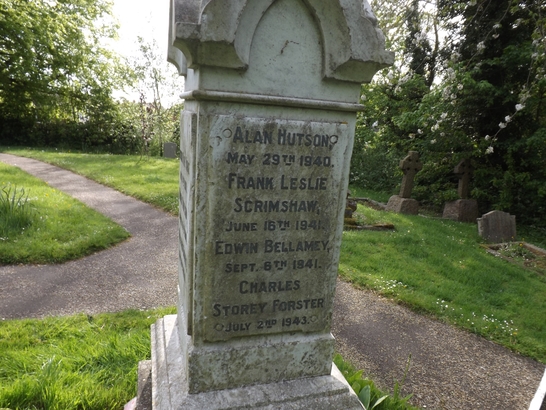 Alan Hutson
May 29th 1940.
Frank Leslie
Scrimshaw,
June 16th 1941.
Edwin Bellamey,
Sept. 6th 1941.
Charles
Storey Forster
July 2nd 1943.